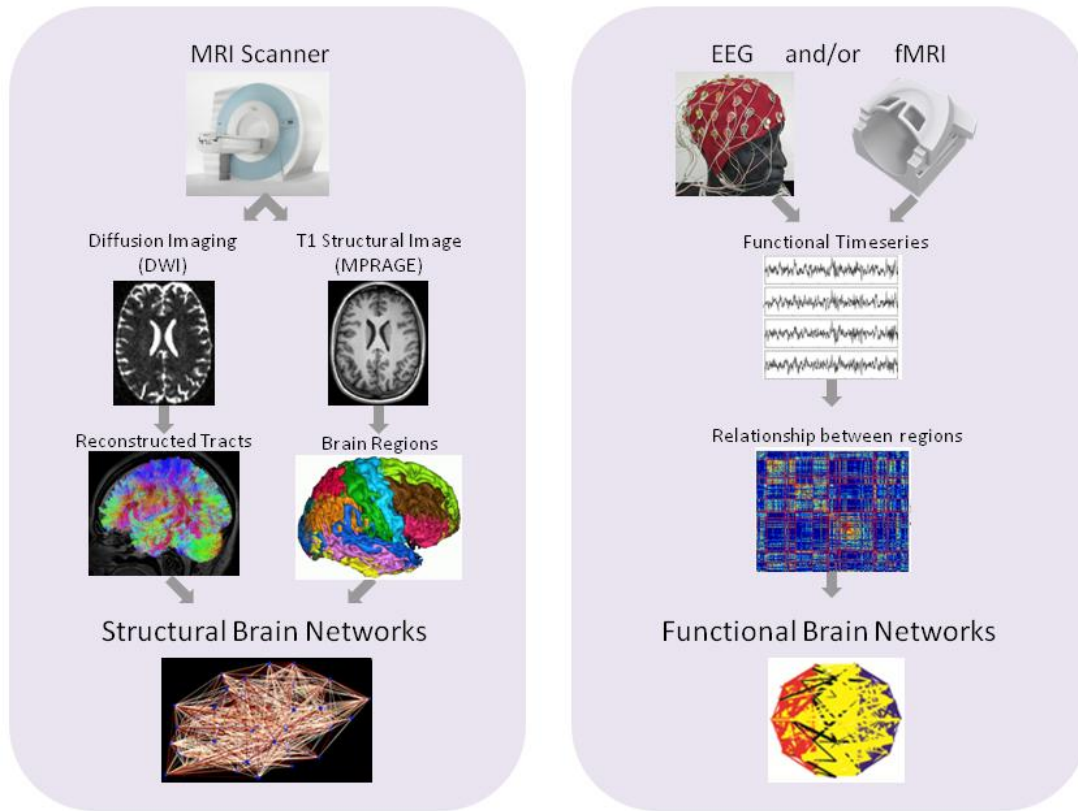 MRI Scanner
Diffusion Imaging
(DWI)
T1 Structural Image
(MPRAGE)
Reconstructed Tracts
Brain Regions
Structural Brain Networks
EEG and/or fMRI
Functional Timeseries
Relationship between regions
Functional Brain Networks